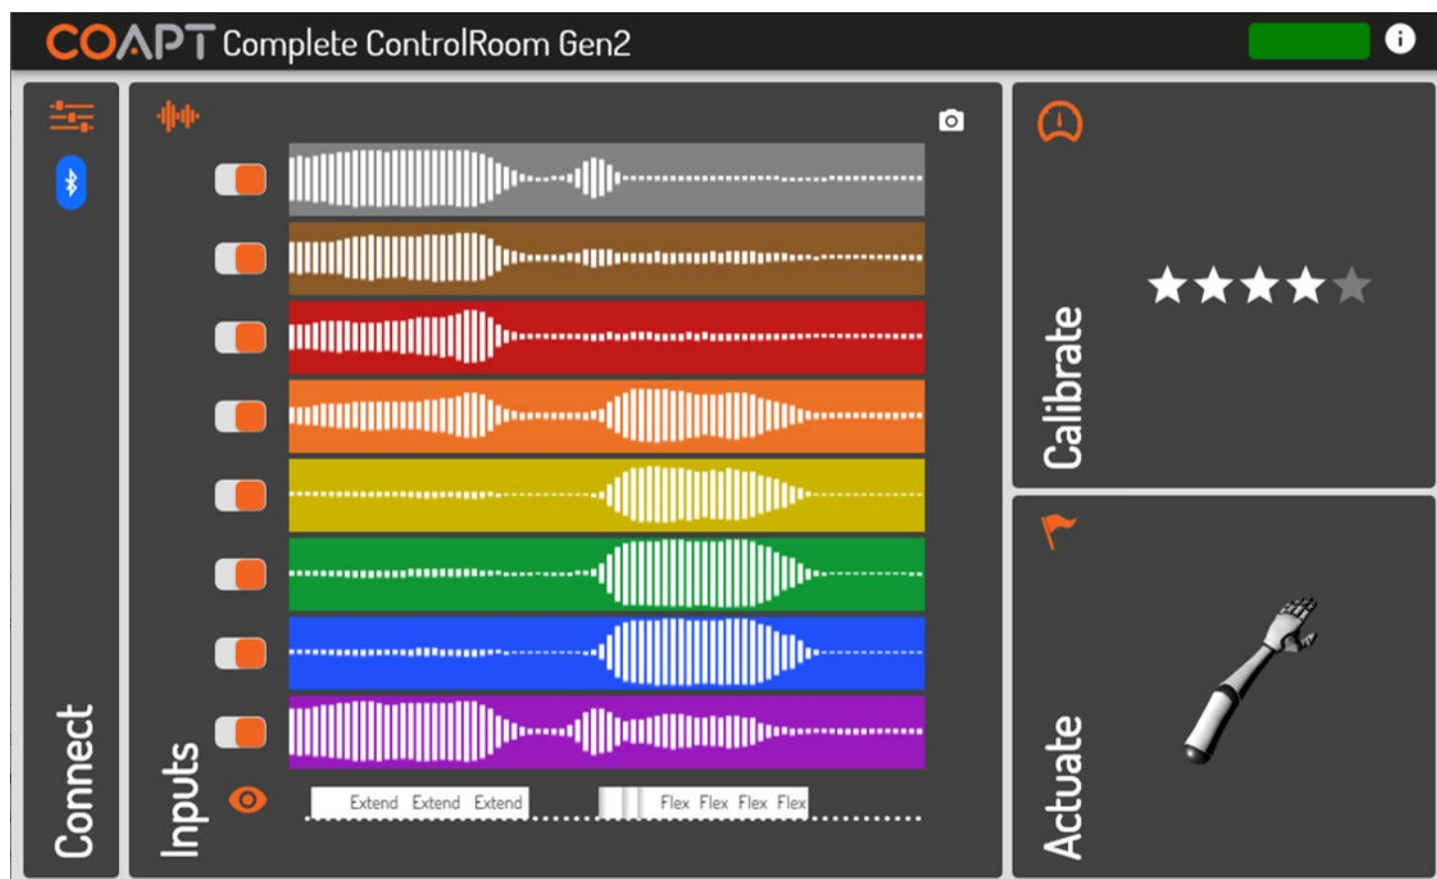 COAPT Complete ControlRoom Gen2
Connect
Inputs
Extend Extend Extend
Flex Flex Flex Flex
Calibrate
Actuate